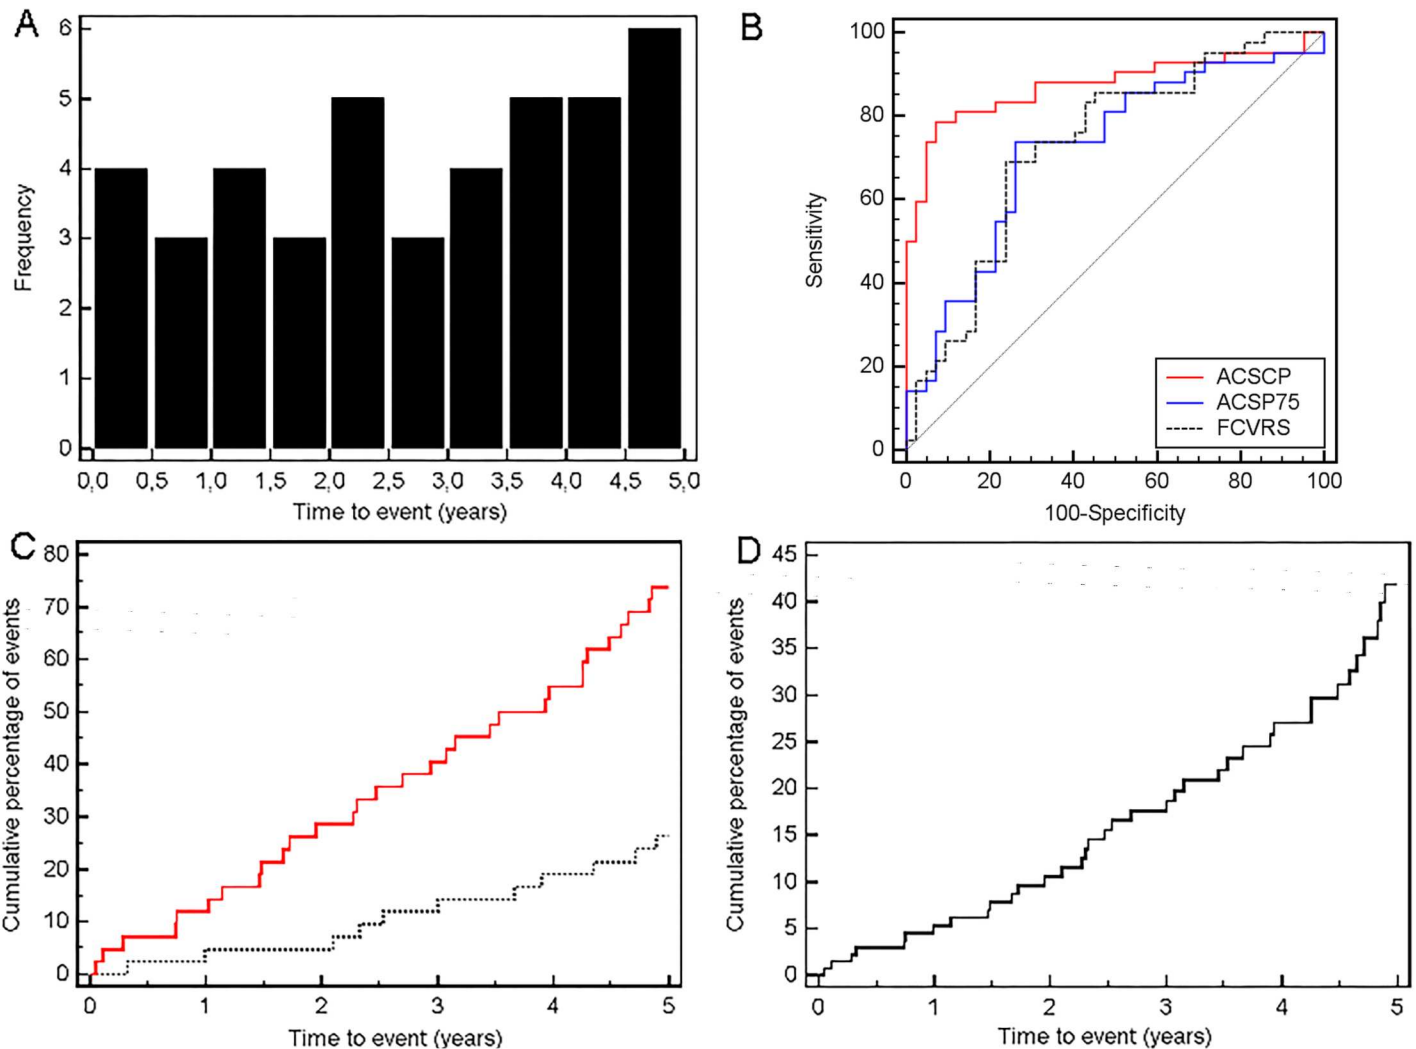 A
6
5
4
3
2
1
0
Frequency
0,0 0,5 1,0 1,5 2,0 2,5 3,0 3,5 4,0 4,5 5,0
Time to event (years)
B
100
80
60
40
20
0
Sensitivity
ACSCP
ACSP75
FCVRS
0 20 40 60 80 100
100-Specificity
C
80
70
60
50
40
30
20
10
0
Cumulative percentage of events
0 1 2 3 4 5
Time to event (years)
D
45
40
35
30
25
20
15
10
5
0
Cumulative percentage of events
0 1 2 3 4 5
Time to event (years)